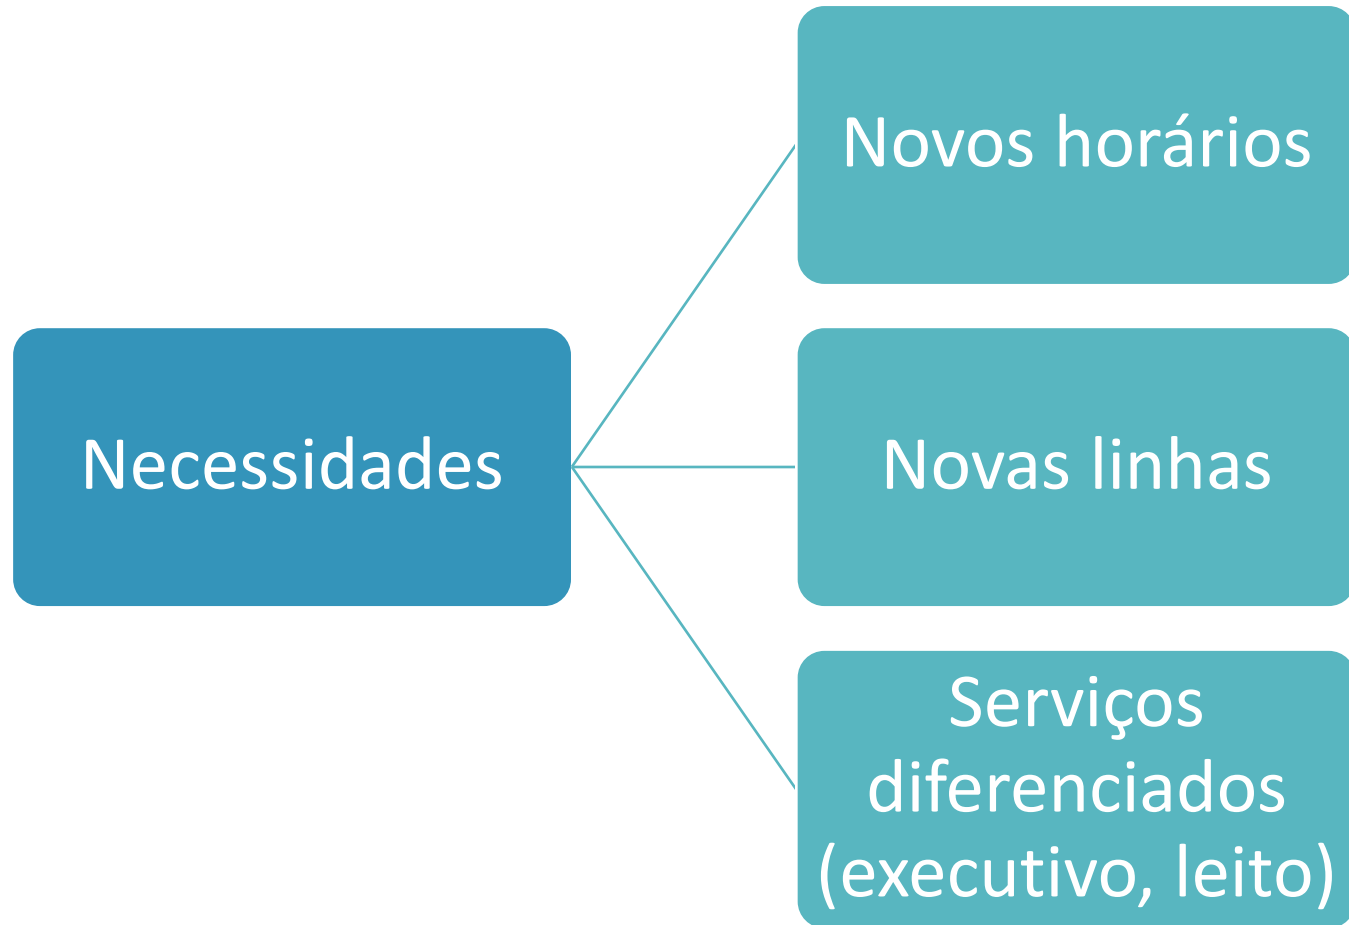 Novos horários
Necessidades
Novas linhas
Serviços
diferenciados
(executivo, leito)